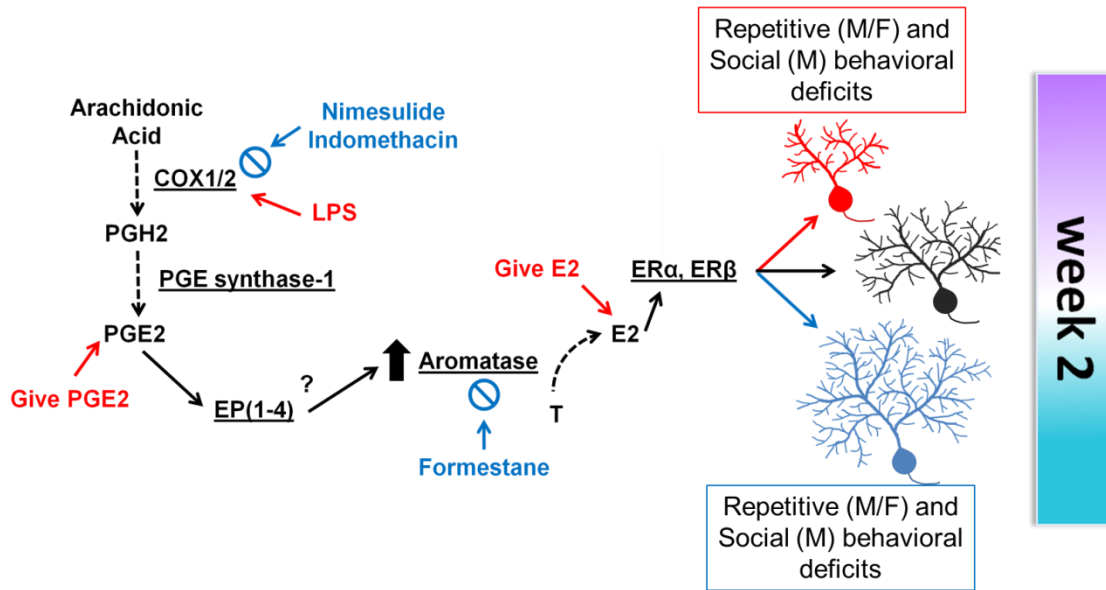 Repetitive (M/F) and
Social (M) behavioral
deficits
Arachidonic
Acid
Nimesulide
Indomethacin
COX1/2
LPS
PGH2
PGE synthase-1
Give E2
ERα, ERβ
PGE2
E2
Aromatase
Give PGE2
?
EP(1-4)
T
Formestane
Repetitive (M/F) and
Social (M) behavioral
deficits
week 2